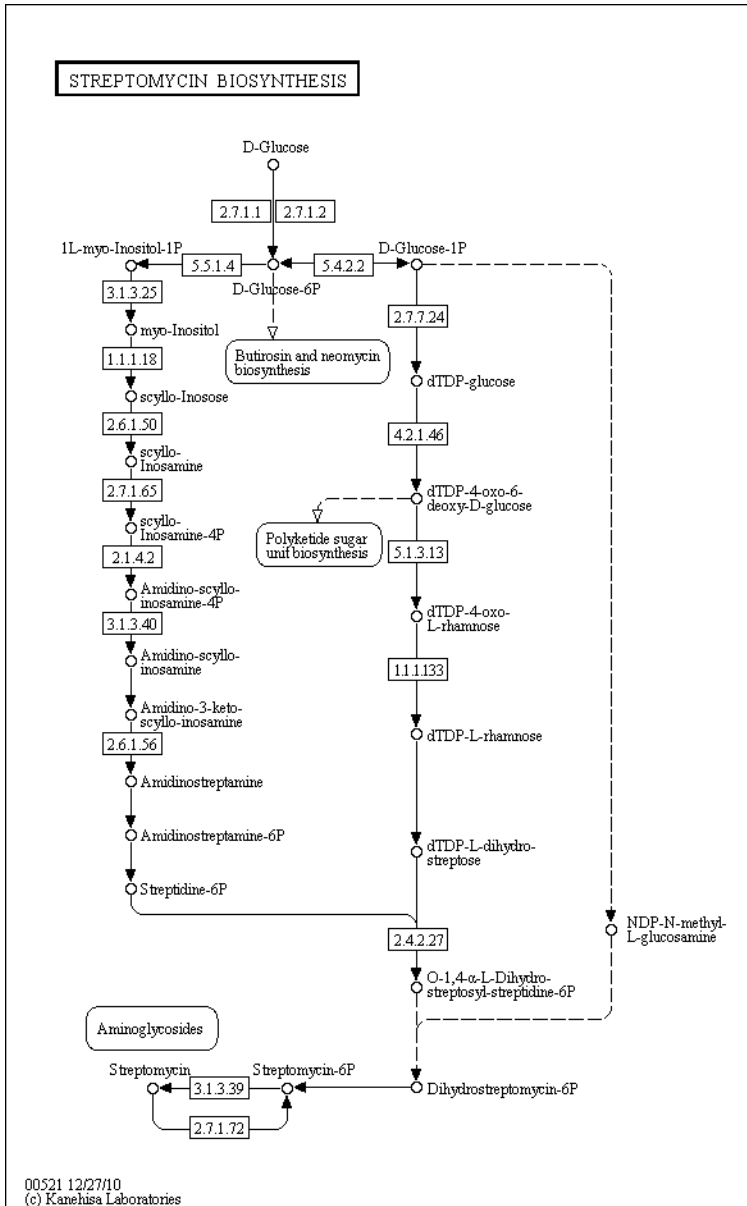 STREPTOMYCIN BIOSYNTHESIS
D-Glucose
2.7.1.1
2.7.1.2
1L-myo-Inositol-1P
D-Glucose-1P
5.5.1.4
5.4.2.2
D-Glucose-6P
3.1.3.25
2.7.7.24
myo-Inositol
Butirosin and neomycin
biosynthesis
1.1.1.18
dTDP-glucose
scyllo-Inosose
2.6.1.50
4.2.1.46
scyllo-
Inosamine
2.7.1.65
dTDP-4-oxo-6-
deoxy-D-glucose
scyllo-
Inosamine-4P
Polyketide sugar
unit biosynthesis
2.1.4.2
5.1.3.13
Amidino-scyllo-
inosamine-4P
dTDP-4-oxo-
L-rhamnose
3.1.3.40
Amidino-scyllo-
inosamine
1.1.1.133
Amidino-3-keto-
scyllo-inosamine
dTDP-L-rhamnose
2.6.1.56
Amidinostreptamine
Amidinostreptamine-6P
dTDP-L-dihydro-
streptose
Streptidine-6P
NDP-N-methyl-
L-glucosamine
2.4.2.27
O-1,4-α-L-Dihydro-
streptosyl-streptidine-6P
Aminoglycosides
Streptomycin
Streptomycin-6P
3.1.3.39
Dihydrostreptomycin-6P
2.7.1.72
00521 12/27/10
(c) Kanehisa Laboratories